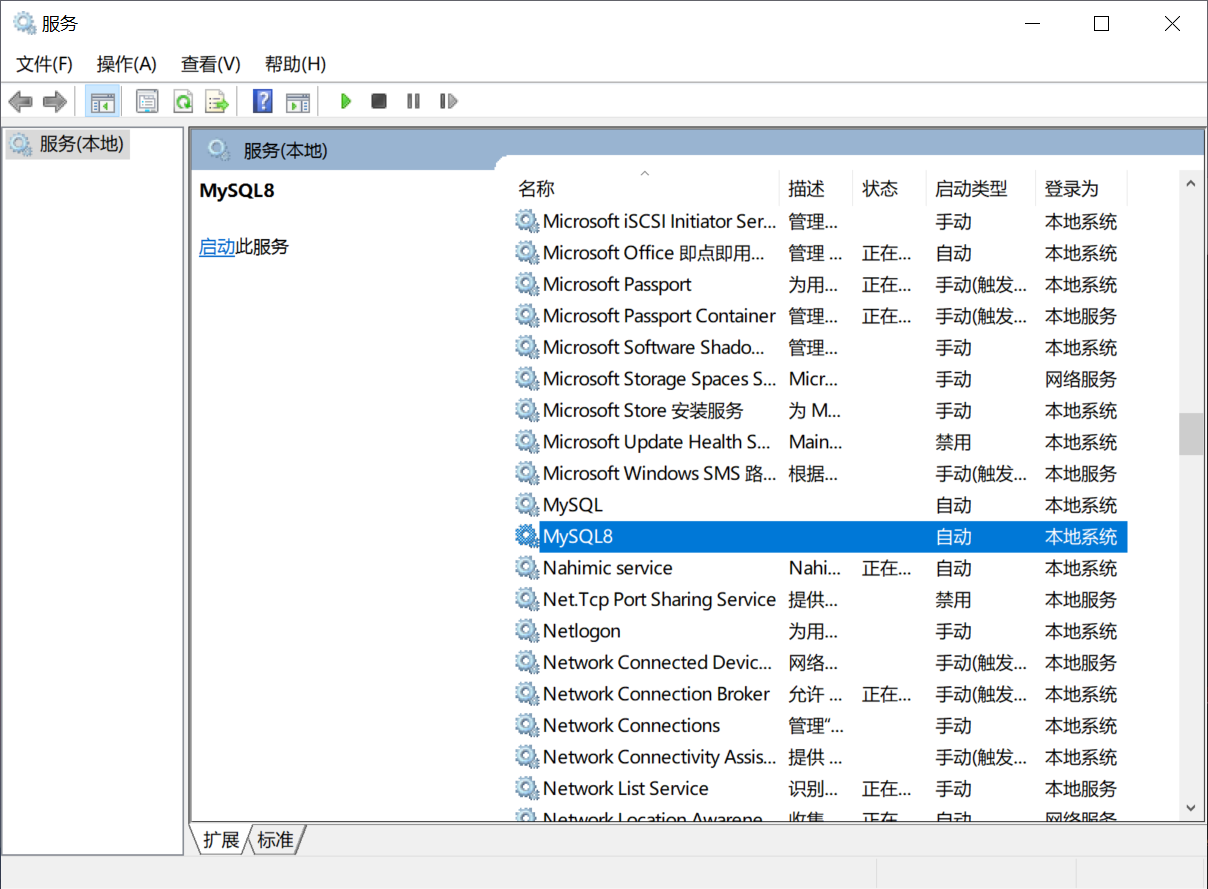 服务
文件(F) 操作(A) 查看(V) 帮助(H)
服务(本地)
服务(本地)
MySQL8
启动此服务
名称 描述 状态 启动类型 登录为
Microsoft iSCSI Initiator Ser... 管理... 手动 本地系统
Microsoft Office 即点即用... 管理 ... 正在... 自动 本地系统
Microsoft Passport 为用... 正在... 手动(触发... 本地系统
Microsoft Passport Container 管理... 正在... 手动(触发... 本地服务
Microsoft Software Shado... 管理... 手动 本地系统
Microsoft Storage Spaces S... Micr... 手动 网络服务
Microsoft Store 安装服务 为 M... 手动 本地系统
Microsoft Update Health S... Main... 禁用 本地系统
Microsoft Windows SMS 路... 根据... 手动(触发... 本地服务
MySQL 自动 本地系统
MySQL8 自动 本地系统
Nahimic service Nahi... 正在... 自动 本地系统
Net.Tcp Port Sharing Service 提供... 禁用 本地服务
Netlogon 为用... 手动 本地系统
Network Connected Devic... 网络... 手动(触发... 本地服务
Network Connection Broker 允许 ... 正在... 手动(触发... 本地系统
Network Connections 管理“... 手动 本地系统
Network Connectivity Assis... 提供 ... 手动(触发... 本地系统
Network List Service 识别... 正在... 手动 本地服务
Network Location Awarene... 收集... 正在... 自动 网络服务
扩展 标准